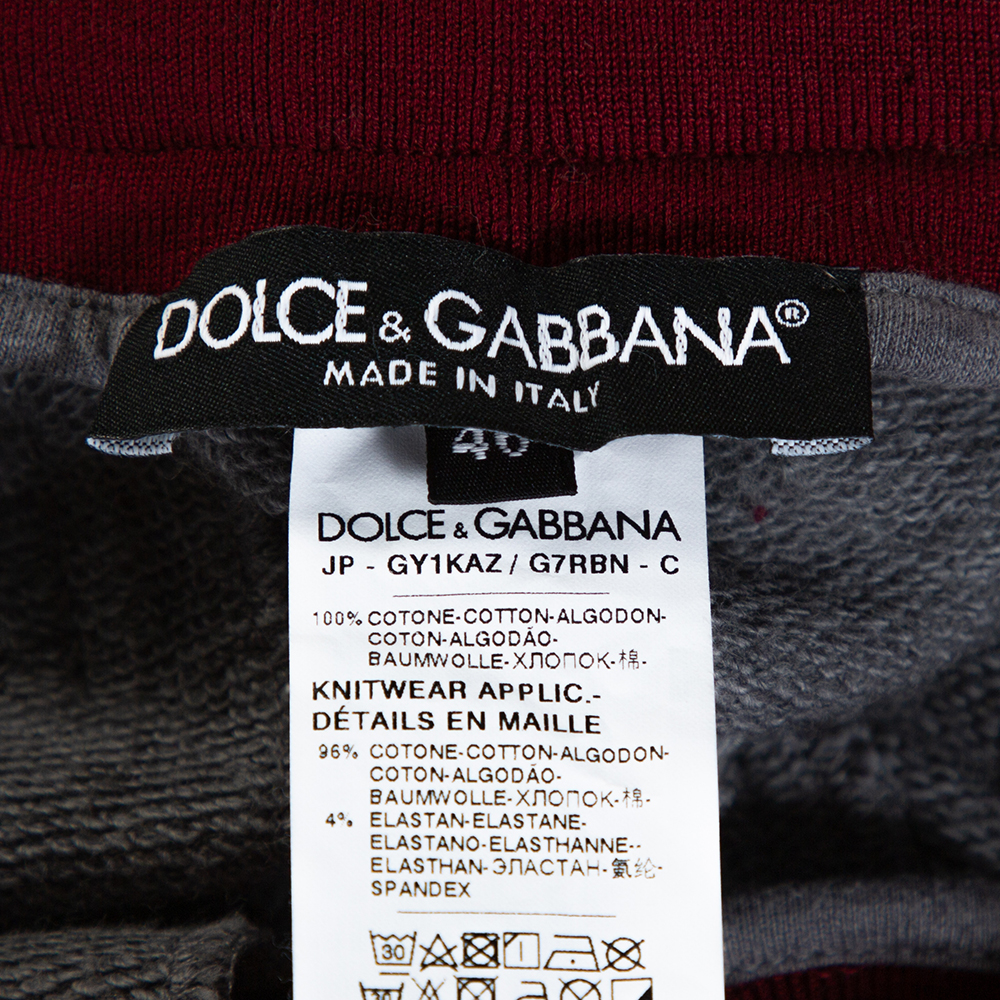 DOLCE & GABBANA®
MADE IN ITALY
DOLCE & GABBANA
JP - GY1KAZ / G7RBN - C
100% COTONE-COTTON-ALGODON-
COTON-ALGODÃO-
BAUMWOLLE-ХЛОПОК-棉-
KNITWEAR APPLIC.-
DÉTAILS EN MAILLE
96% COTONE-COTTON-ALGODON-
COTON-ALGODÃO-
BAUMWOLLE-ХЛОПОК-棉-
4% ELASTAN-ELASTANE-
ELASTANO-ELASTHANNE--
ELASTHAN-ЭЛАСТАН-氨纶-
SPANDEX
30